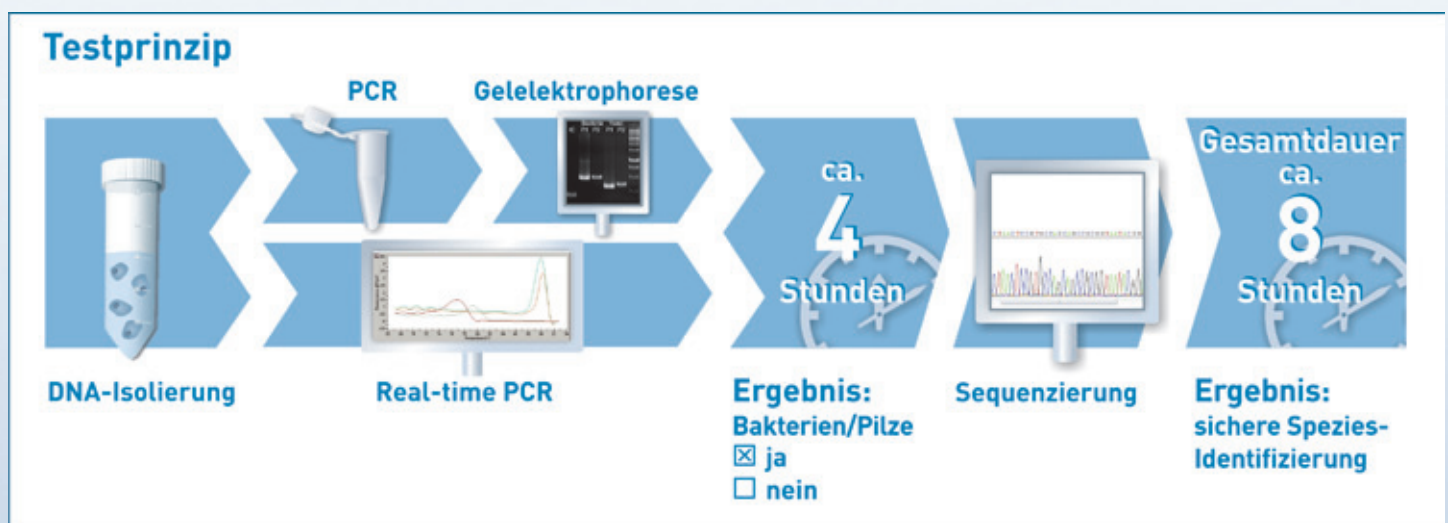 Testprinzip
PCR
Gelelektrophorese
DNA-Isolierung
Real-time PCR
ca.
4
Stunden
Ergebnis:
Bakterien/Pilze
☒ ja
☐ nein
Sequenzierung
Gesamtdauer
ca.
8
Stunden
Ergebnis:
sichere Spezies-
Identifizierung